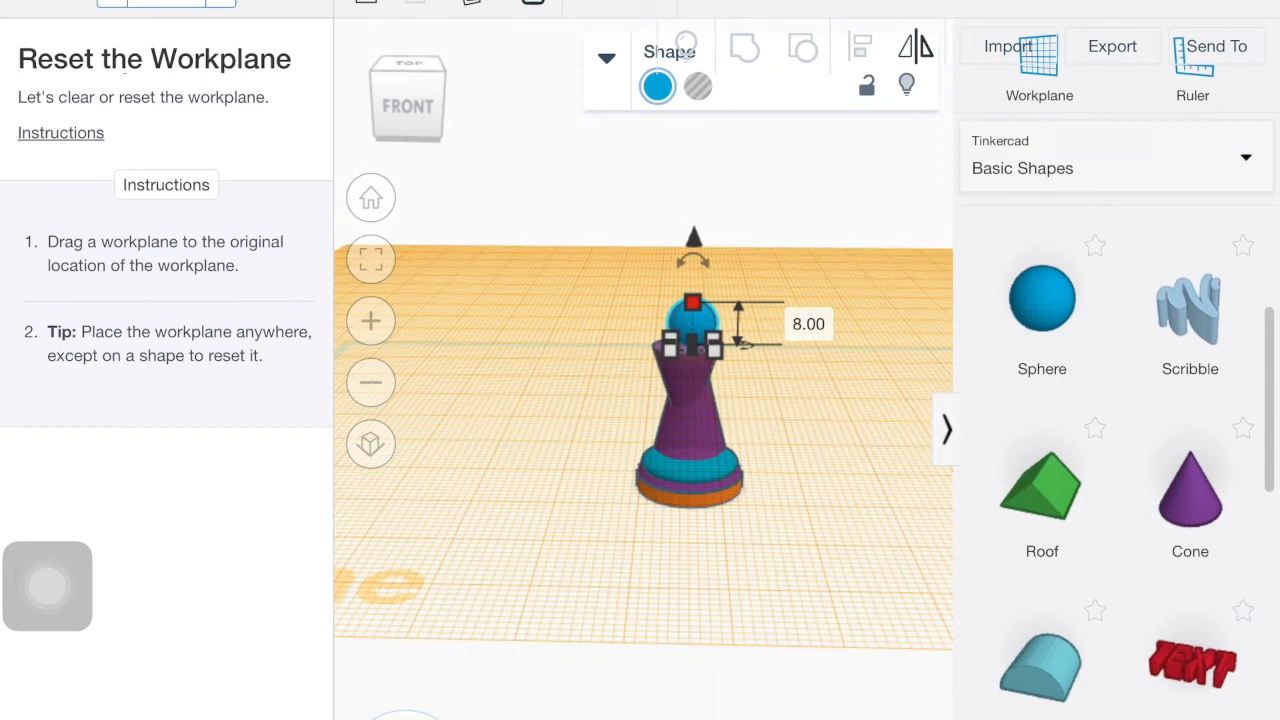 Reset the Workplane
Let's clear or reset the workplane.
Instructions
Instructions
1. Drag a workplane to the original
location of the workplane.
2. Tip: Place the workplane anywhere,
except on a shape to reset it.
TOP
FRONT
Shape
8.00
Import
Export
Send To
Workplane
Ruler
Tinkercad
Basic Shapes
Sphere
Scribble
Roof
Cone
TEXT